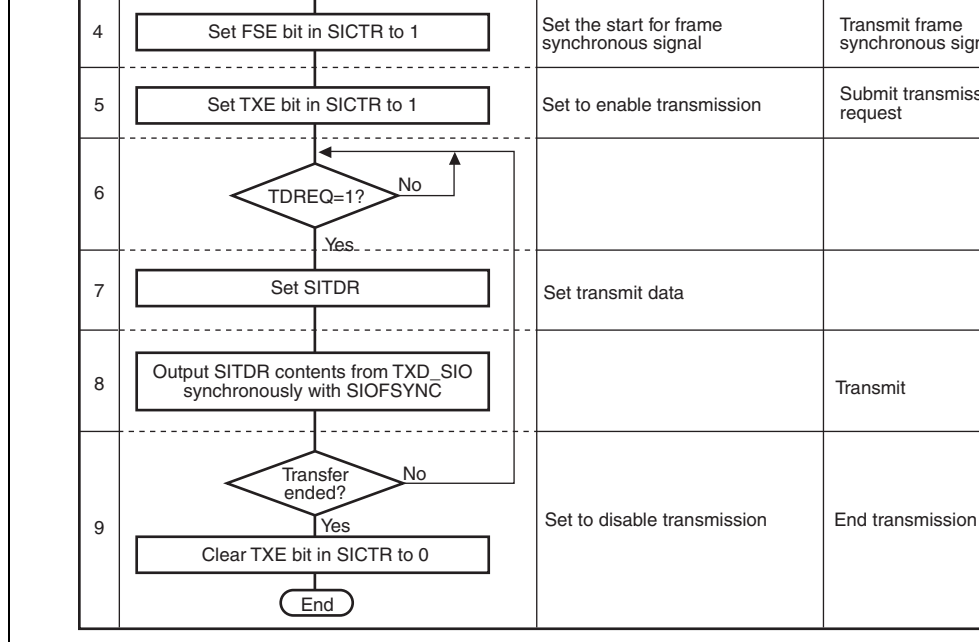 4
Set FSE bit in SICTR to 1
Set the start for frame
synchronous signal
Transmit frame
synchronous
5
Set TXE bit in SICTR to 1
Set to enable transmission
Submit
request
6
TDREQ=1?
No
Yes
7
Set SITDR
Set transmit data
8
Output SITDR contents from TXD_SIO
synchronously with SIOFSYNC
Transmit
9
Transfer
ended?
No
Yes
Clear TXE bit in SICTR to 0
Set to disable transmission
End transmission
End